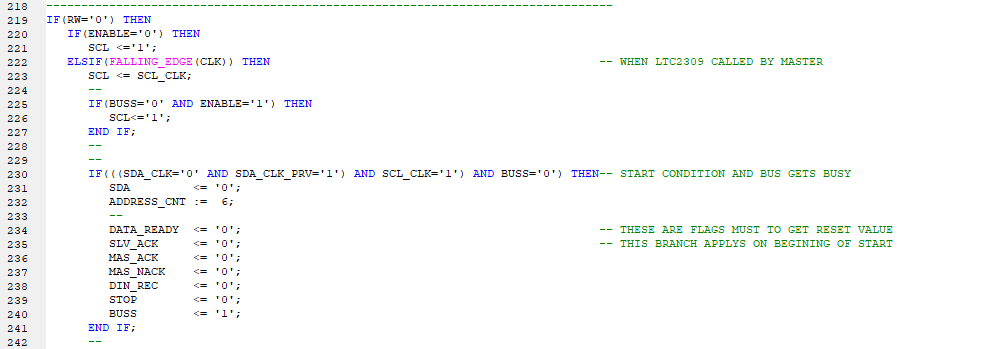 218 ---------------------------------------------------------------------------------
219 IF(RW='0') THEN
220 IF(ENABLE='0') THEN
221 SCL <='1';
222 ELSIF(FALLING_EDGE(CLK)) THEN -- WHEN LTC2309 CALLED BY MASTER
223 SCL <= SCL_CLK;
224 --
225 IF(BUSS='0' AND ENABLE='1') THEN
226 SCL<='1';
227 END IF;
228 --
229 --
230 IF(((SDA_CLK='0' AND SDA_CLK_PRV='1') AND SCL_CLK='1') AND BUSS='0') THEN-- START CONDITION AND BUS GETS BUSY
231 SDA <= '0';
232 ADDRESS_CNT := 6;
233 --
234 DATA_READY <= '0'; -- THESE ARE FLAGS MUST TO GET RESET VALUE
235 SLV_ACK <= '0'; -- THIS BRANCH APPLYS ON BEGINING OF START
236 MAS_ACK <= '0';
237 MAS_NACK <= '0';
238 DIN_REC <= '0';
239 STOP <= '0';
240 BUSS <= '1';
241 END IF;
242 --